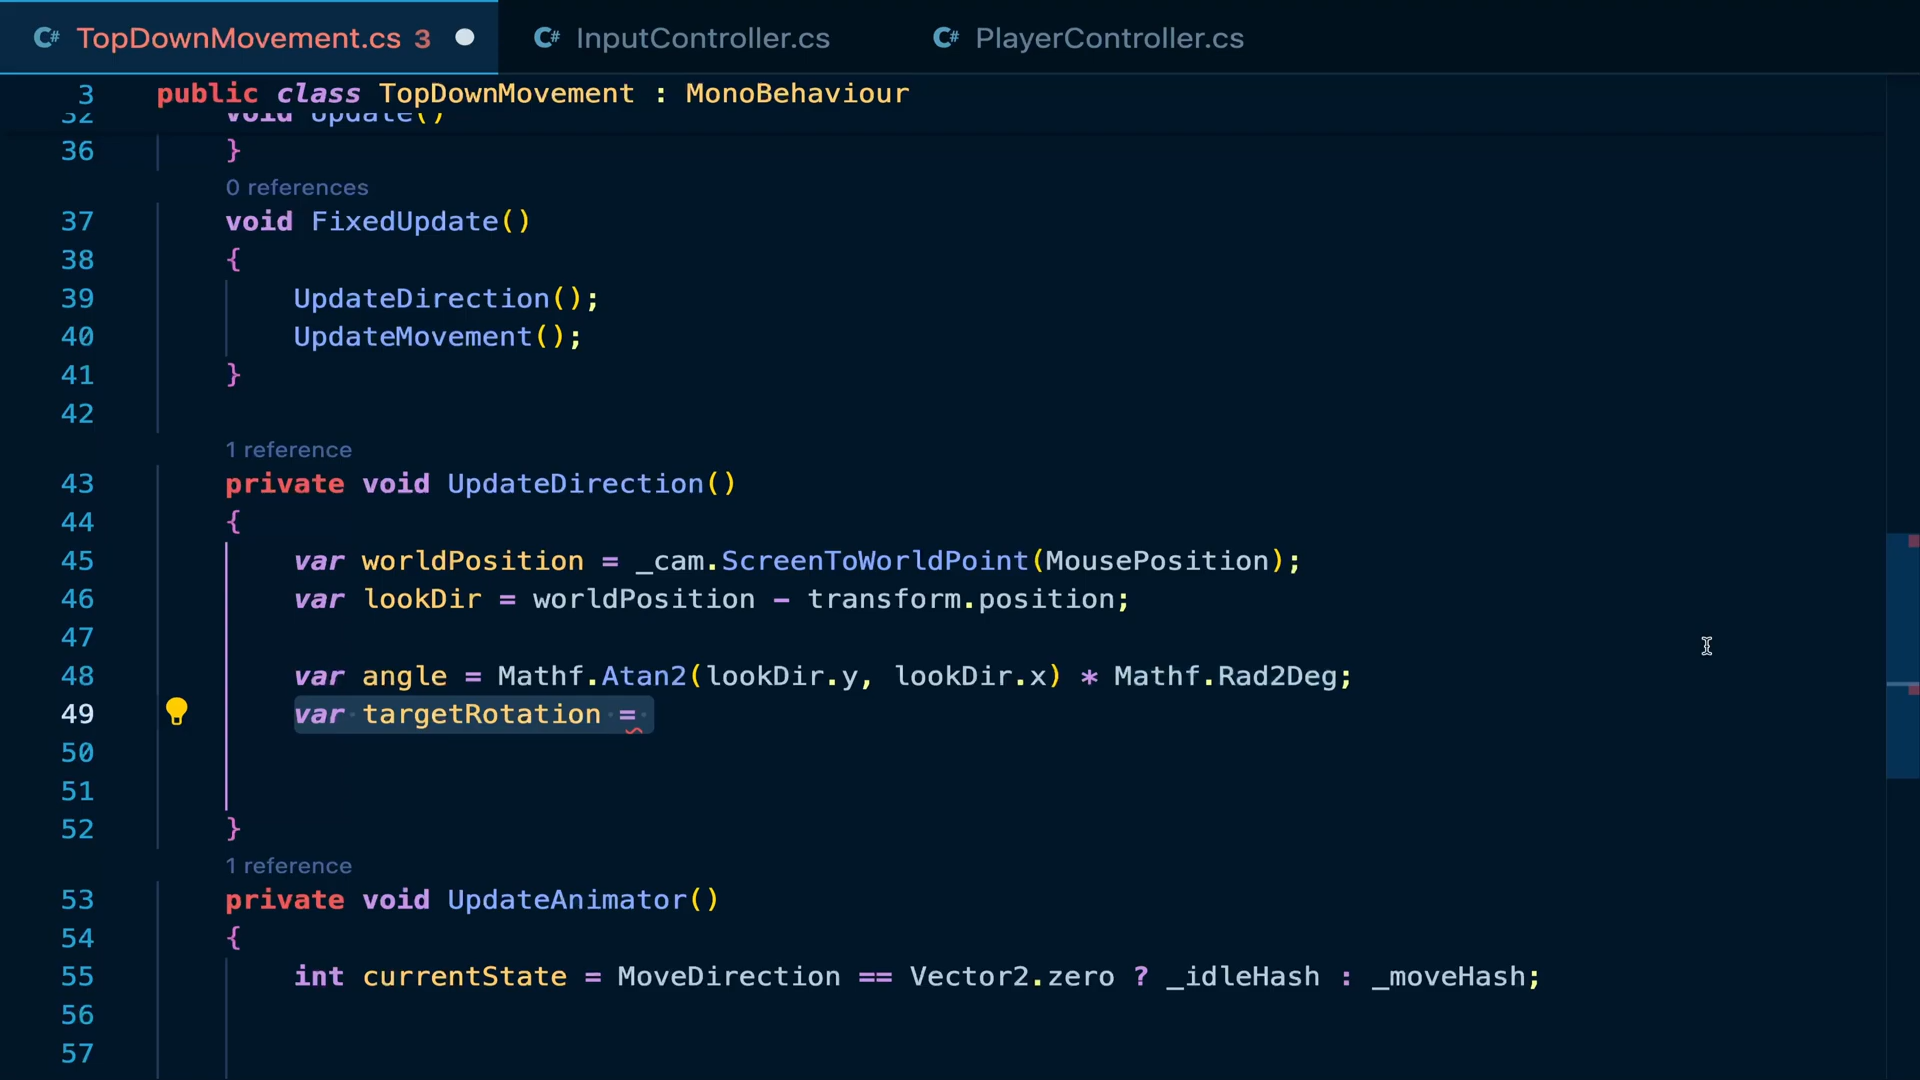 TopDownMovement.cs 3
InputController.cs
PlayerController.cs
3 public class TopDownMovement : MonoBehaviour
32 void Update()
36 }
0 references
37 void FixedUpdate()
38 {
39 UpdateDirection();
40 UpdateMovement();
41 }
42
1 reference
43 private void UpdateDirection()
44 {
45 var worldPosition = _cam.ScreenToWorldPoint(MousePosition);
46 var lookDir = worldPosition - transform.position;
47
48 var angle = Mathf.Atan2(lookDir.y, lookDir.x) * Mathf.Rad2Deg;
49 var targetRotation =
50
51
52 }
1 reference
53 private void UpdateAnimator()
54 {
55 int currentState = MoveDirection == Vector2.zero ? _idleHash : _moveHash;
56
57